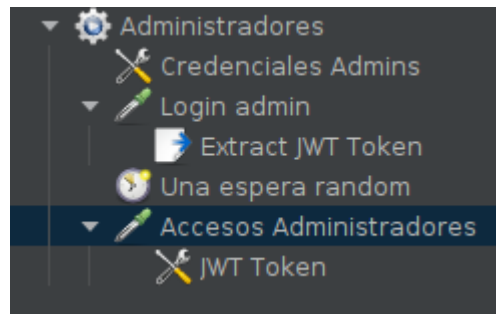 Administradores
Credenciales Admins
Login admin
Extract JWT Token
Una espera random
Accesos Administradores
JWT Token